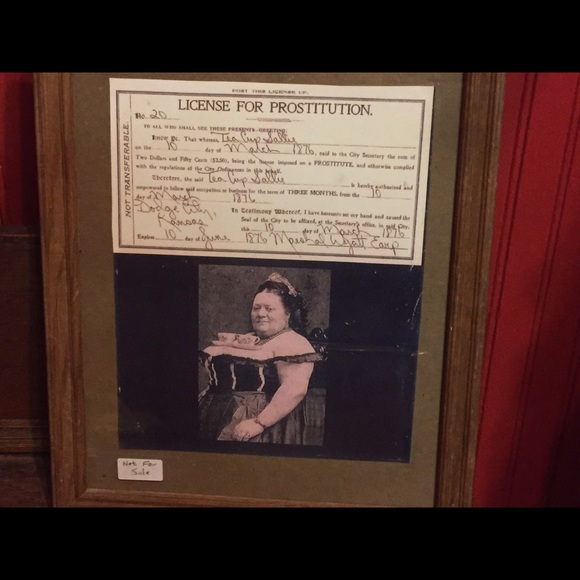 POST THIS LICENSE UP.
LICENSE FOR PROSTITUTION.
No. 20
TO ALL WHO SHALL SEE THESE PRESENTS GREETING:
Know Ye, That whereas, Tea Cup Sallie
on the 10 day of March 1876, paid to the City Secretary the sum of
Two Dollars and Fifty Cents ($2.50), being the license imposed on a PROSTITUTE, and otherwise complied
with the regulations of the City Ordinances in this behalf.
Therefore, the said Tea Cup Sallie is hereby authorized and
empowered to follow said occupation or business for the term of THREE MONTHS, from the 10
day of March 1876
Dodge City, In Testimony Whereof, I have hereunto set my hand and caused the
Kansas Seal of the City to be affixed, at the Secretary's office, in said City,
this 10 day of March 1876
Expires 10 day of June 1876 Marshal Wyatt Earp
NOT TRANSFERABLE.
Not For
Sale